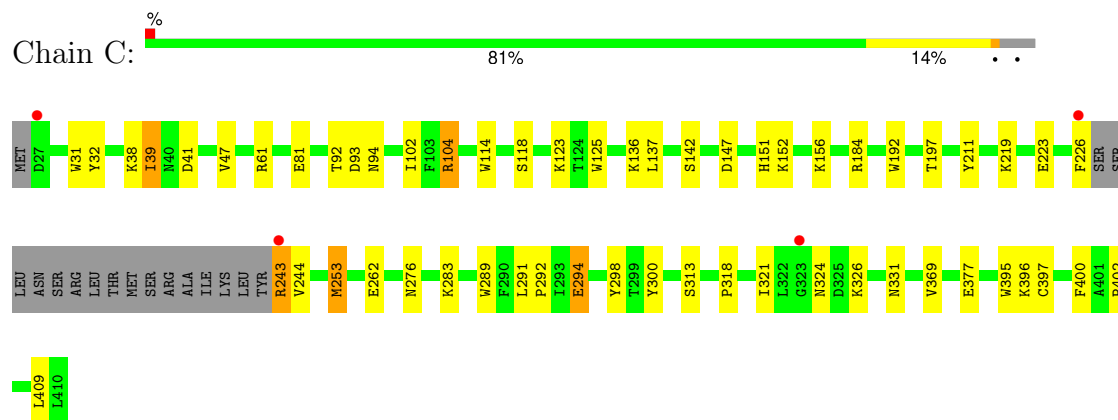 %
Chain C:
81% 14% • •
MET D27 W31 Y32 K38 I39 N40 D41 V47 R61 E81 T92 D93 N94 I102 F103 R104 W114 S118 K123 T124 W125 K136 L137 S142 D147 H151 K152 K156 R184 W192 T197 Y211 K219 E223 F226 SER SER
LEU ASN SER ARG LEU THR MET SER ARG ALA ILE LYS LEU TYR R243 V244 M253 E262 N276 K283 W289 F290 L291 P292 I293 E294 Y298 T299 Y300 S313 P318 I321 L322 G323 N324 D325 K326 N331 V369 E377 W395 K396 C397 F400 A401
L409 L410